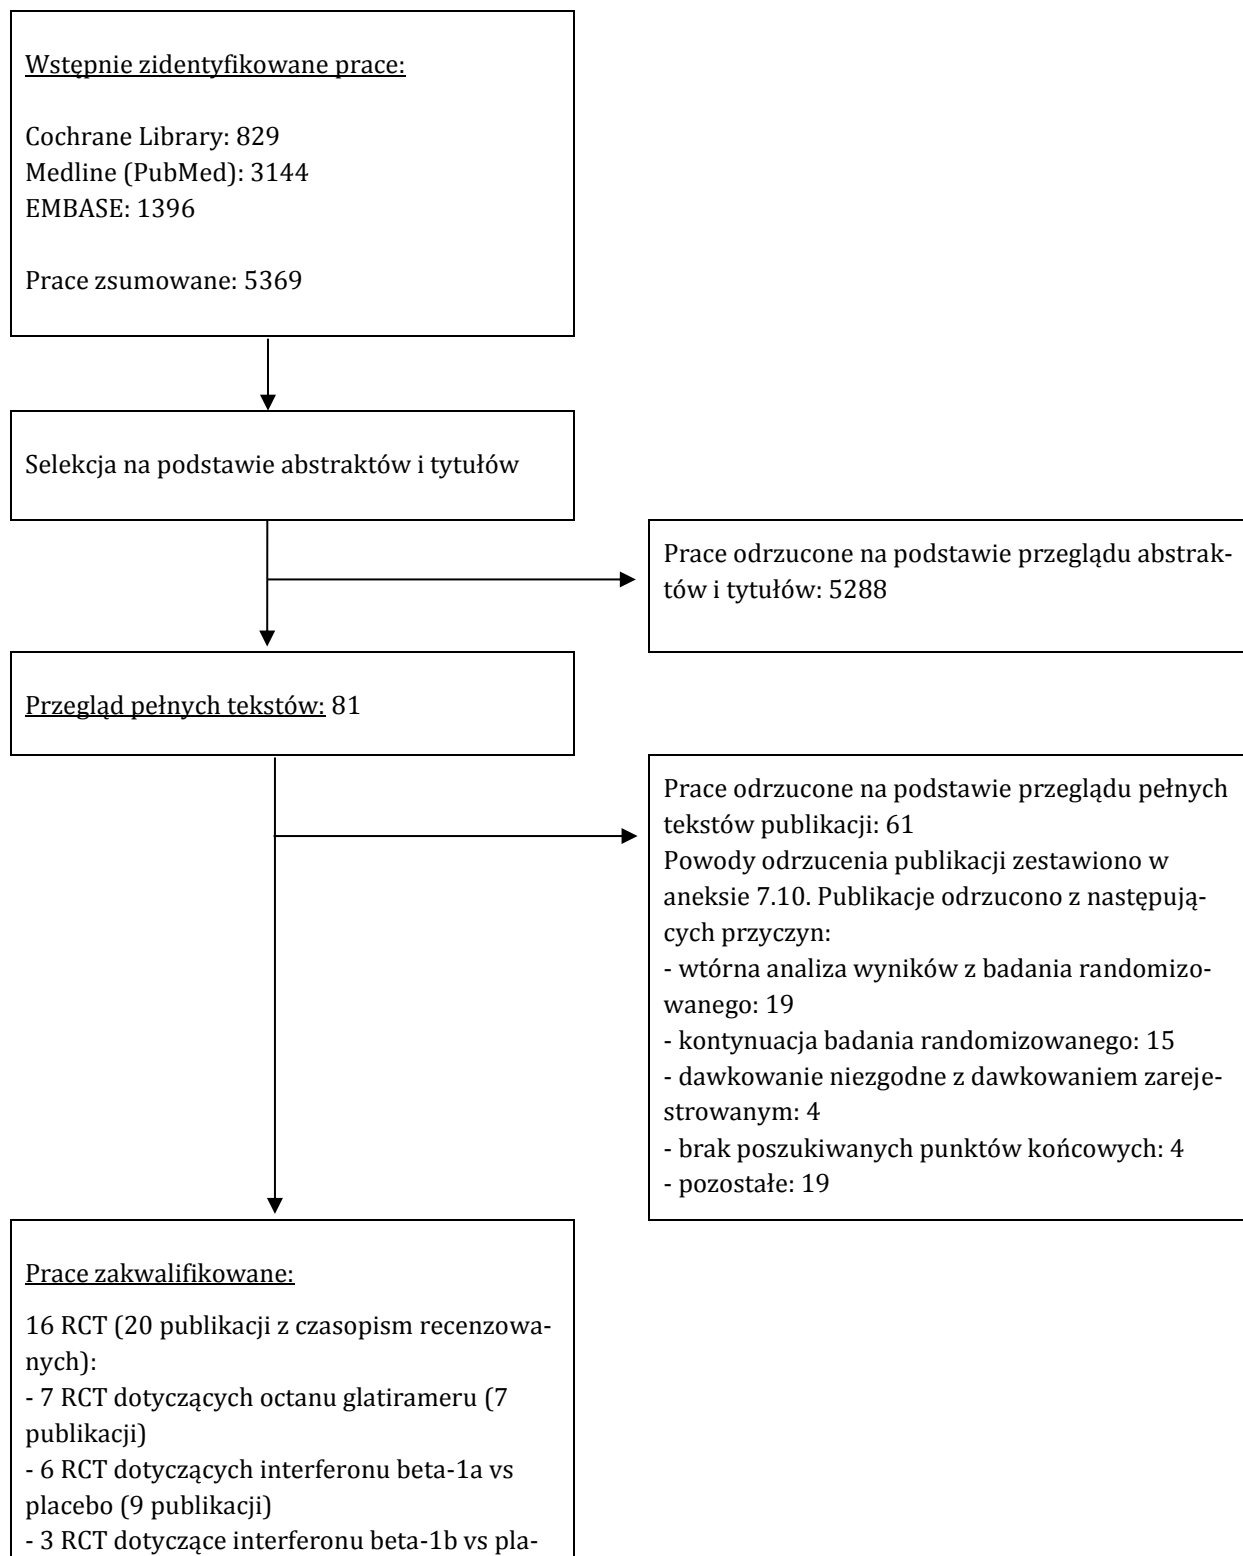 Wstępnie zidentyfikowane prace:
Cochrane Library: 829
Medline (PubMed): 3144
EMBASE: 1396
Prace zsumowane: 5369
Selekcja na podstawie abstraktów i tytułów
Prace odrzucone na podstawie przeglądu abstrak-
tów i tytułów: 5288
Przegląd pełnych tekstów: 81
Prace odrzucone na podstawie przeglądu pełnych
tekstów publikacji: 61
Powody odrzucenia publikacji zestawiono w
aneksie 7.10. Publikacje odrzucono z następują-
cych przyczyn:
- wtórna analiza wyników z badania randomizo-
wanego: 19
- kontynuacja badania randomizowanego: 15
- dawkowanie niezgodne z dawkowaniem zareje-
strowanym: 4
- brak poszukiwanych punktów końcowych: 4
- pozostałe: 19
Prace zakwalifikowane:
16 RCT (20 publikacji z czasopism recenzowa-
nych):
- 7 RCT dotyczących octanu glatirameru (7
publikacji)
- 6 RCT dotyczących interferonu beta-1a vs
placebo (9 publikacji)
- 3 RCT dotyczące interferonu beta-1b vs pla-